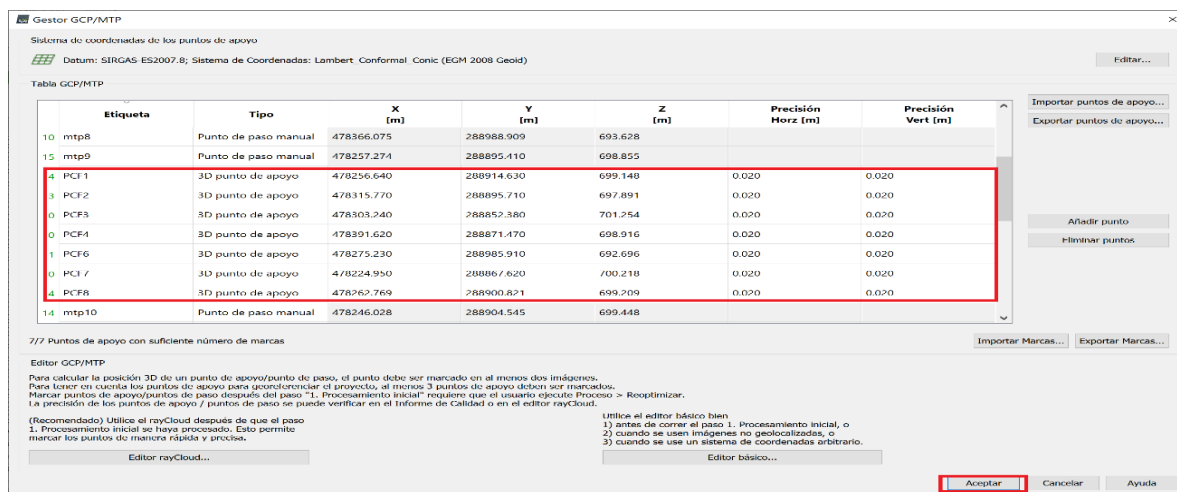 Gestor GCP/MTP
Sistema de coordenadas de los puntos de apoyo
Datum: SIRGAS-ES2007.8; Sistema de Coordenadas: Lambert_Conformal_Conic (EGM 2008 Geoid)
Editar...
Tabla GCP/MTP
Etiqueta Tipo X [m] Y [m] Z [m] Precisión Horz [m] Precisión Vert [m]
Importar puntos de apoyo...
Exportar puntos de apoyo...
10 mtp8 Punto de paso manual 478366.075 288988.909 693.628
15 mtp9 Punto de paso manual 478257.274 288895.410 698.855
4 PCF1 3D punto de apoyo 478256.640 288914.630 699.148 0.020 0.020
3 PCF2 3D punto de apoyo 478315.770 288895.710 697.891 0.020 0.020
0 PCF3 3D punto de apoyo 478303.240 288852.380 701.254 0.020 0.020
0 PCF4 3D punto de apoyo 478391.620 288871.470 698.916 0.020 0.020
1 PCF6 3D punto de apoyo 478275.230 288985.910 692.696 0.020 0.020
0 PCF7 3D punto de apoyo 478224.950 288867.620 700.218 0.020 0.020
4 PCF8 3D punto de apoyo 478262.769 288900.821 699.209 0.020 0.020
14 mtp10 Punto de paso manual 478246.028 288904.545 699.448
Añadir punto
Eliminar puntos
7/7 Puntos de apoyo con suficiente número de marcas
Importar Marcas... Exportar Marcas...
Editor GCP/MTP
Para calcular la posición 3D de un punto de apoyo/punto de paso, el punto debe ser marcado en al menos dos imágenes.
Para tener en cuenta los puntos de apoyo para georeferenciar el proyecto, al menos 3 puntos de apoyo deben ser marcados.
Marcar puntos de apoyo/puntos de paso después del paso "1. Procesamiento inicial" requiere que el usuario ejecute Proceso > Reoptimizar.
La precisión de los puntos de apoyo / puntos de paso se puede verificar en el Informe de Calidad o en el editor rayCloud.
(Recomendado) Utilice el rayCloud después de que el paso
1. Procesamiento inicial se haya procesado. Esto permite
marcar los puntos de manera rápida y precisa.
Editor rayCloud...
Utilice el editor básico bien
1) antes de correr el paso 1. Procesamiento inicial, o
2) cuando se usen imágenes no geolocalizadas, o
3) cuando se use un sistema de coordenadas arbitrario.
Editor básico...
Aceptar Cancelar Ayuda